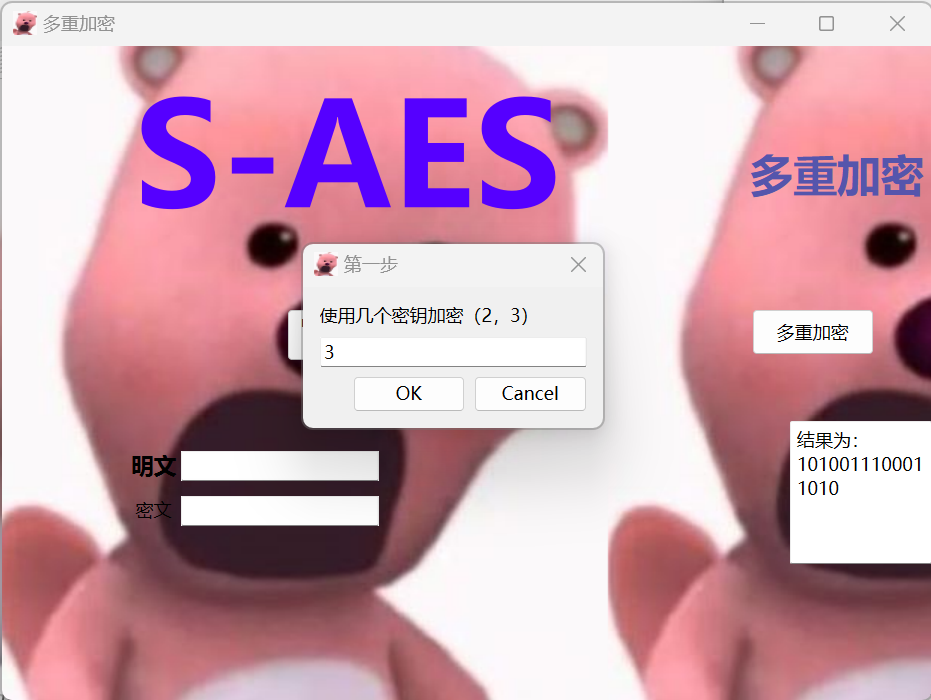 多重加密
S-AES
多重加密
第一步
使用几个密钥加密（2，3）
3
OK
Cancel
多重加密
明文
密文
结果为：
101001110001
1010